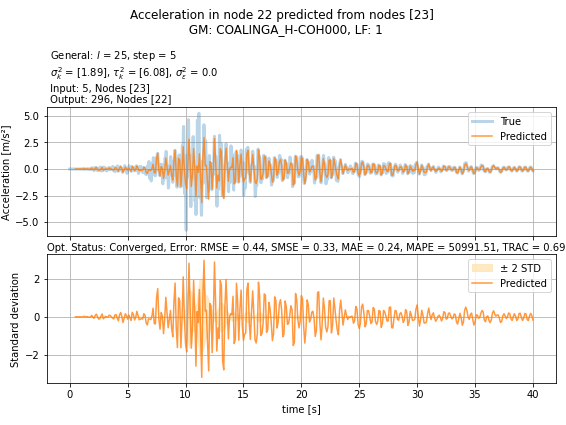 Acceleration in node 22 predicted from nodes [23]
GM: COALINGA_H-COH000, LF: 1
General: l = 25, step = 5
σ²ₖ = [1.89], τ²ₖ = [6.08], σ²ε = 0.0
Input: 5, Nodes [23]
Output: 296, Nodes [22]
Acceleration [m/s²]
5.0
2.5
0.0
−2.5
−5.0
True
Predicted
Opt. Status: Converged, Error: RMSE = 0.44, SMSE = 0.33, MAE = 0.24, MAPE = 50991.51, TRAC = 0.69
Standard deviation
2
0
−2
± 2 STD
Predicted
0 5 10 15 20 25 30 35 40
time [s]